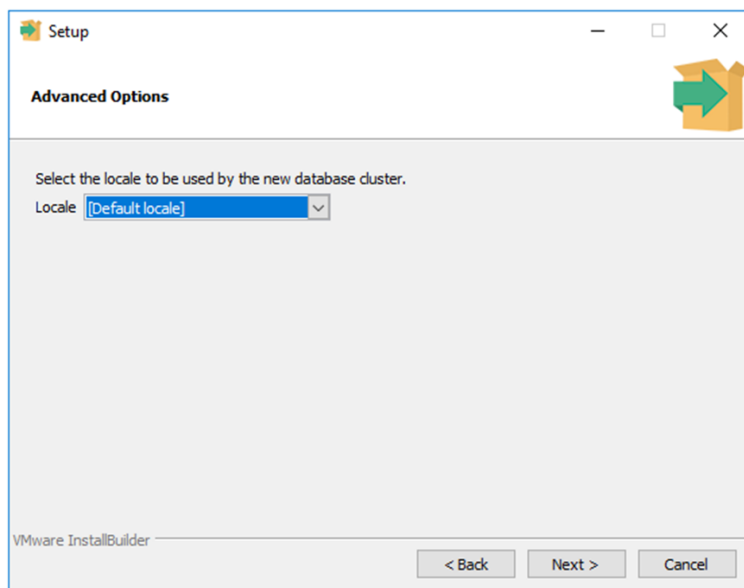 Setup
Advanced Options
Select the locale to be used by the new database cluster.
Locale [Default locale]
VMware InstallBuilder
< Back Next > Cancel